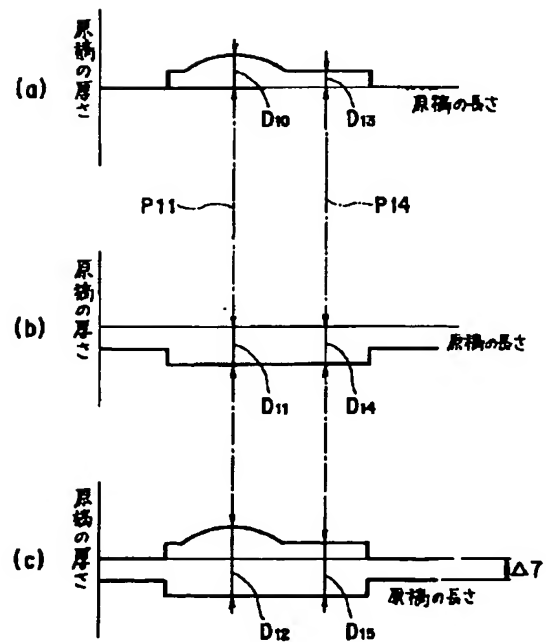 原稿の厚さ
(a)
原稿の長さ
D10
D13
P11
P14
原稿の厚さ
(b)
原稿の長さ
D11
D14
原稿の厚さ
(c)
Δ7
原稿の長さ
D12
D15